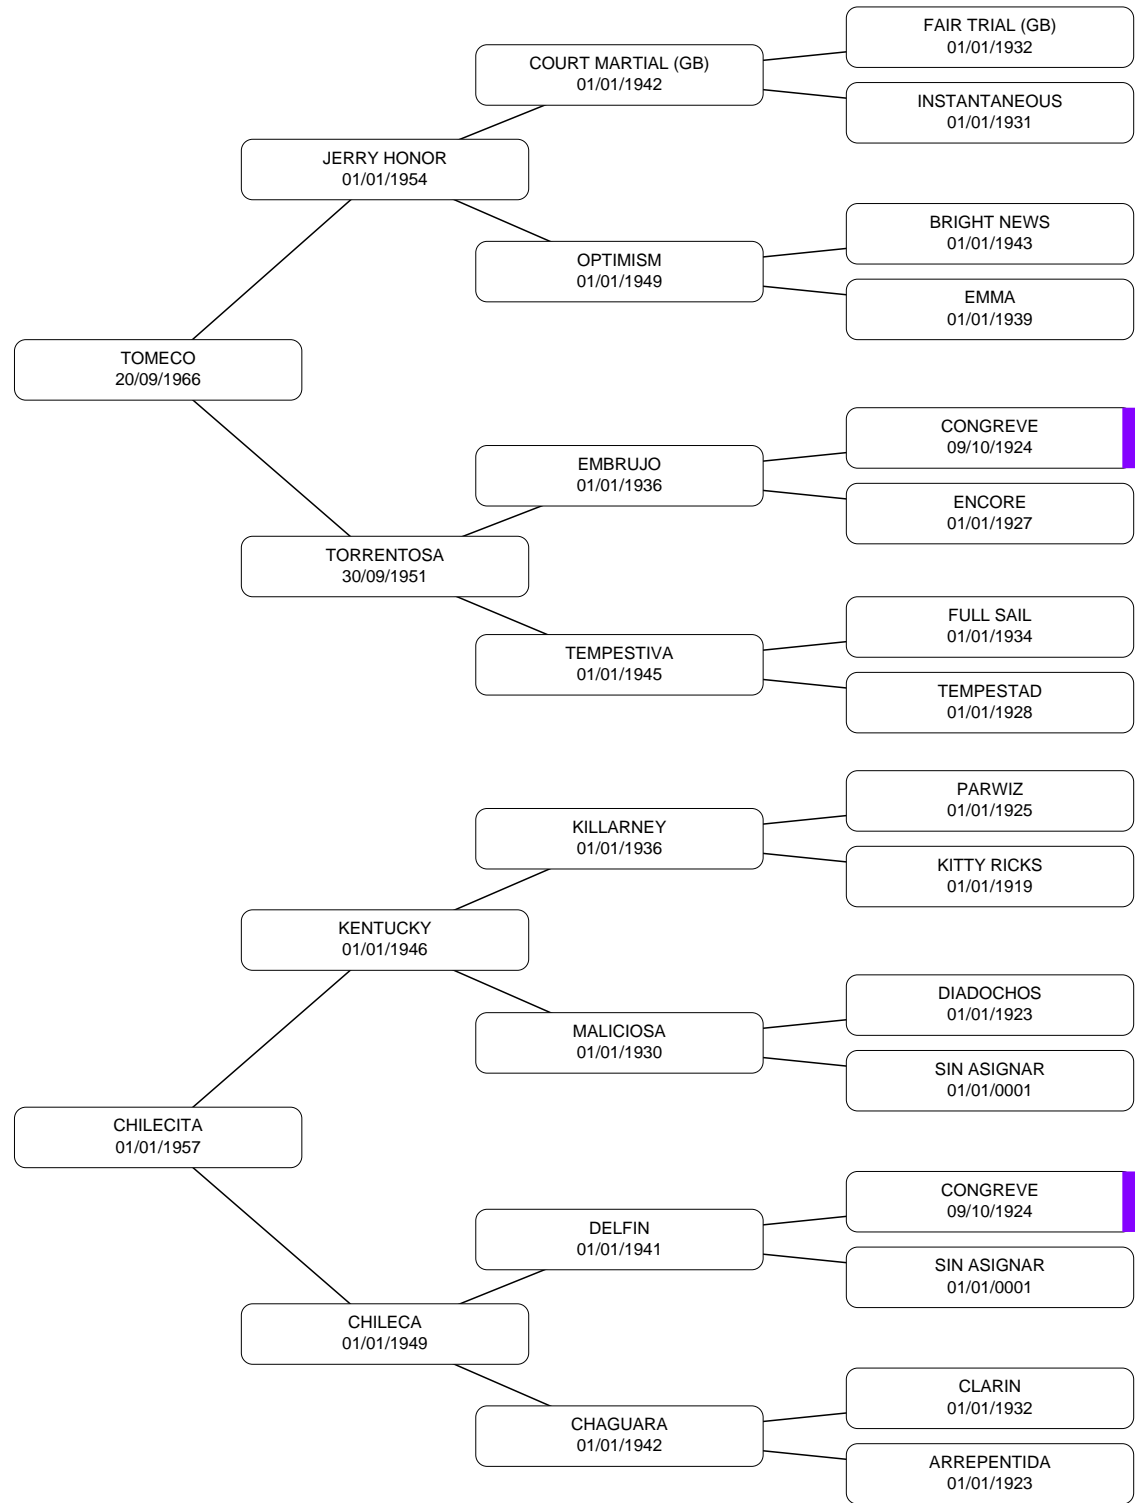 FAIR TRIAL (GB)
01/01/1932
COURT MARTIAL (GB)
01/01/1942
INSTANTANEOUS
01/01/1931
JERRY HONOR
01/01/1954
BRIGHT NEWS
01/01/1943
OPTIMISM
01/01/1949
EMMA
01/01/1939
TOMECO
20/09/1966
CONGREVE
09/10/1924
EMBRUJO
01/01/1936
ENCORE
01/01/1927
TORRENTOSA
30/09/1951
FULL SAIL
01/01/1934
TEMPESTIVA
01/01/1945
TEMPESTAD
01/01/1928
PARWIZ
01/01/1925
KILLARNEY
01/01/1936
KITTY RICKS
01/01/1919
KENTUCKY
01/01/1946
DIADOCHOS
01/01/1923
MALICIOSA
01/01/1930
SIN ASIGNAR
01/01/0001
CHILECITA
01/01/1957
CONGREVE
09/10/1924
DELFIN
01/01/1941
SIN ASIGNAR
01/01/0001
CHILECA
01/01/1949
CLARIN
01/01/1932
CHAGUARA
01/01/1942
ARREPENTIDA
01/01/1923